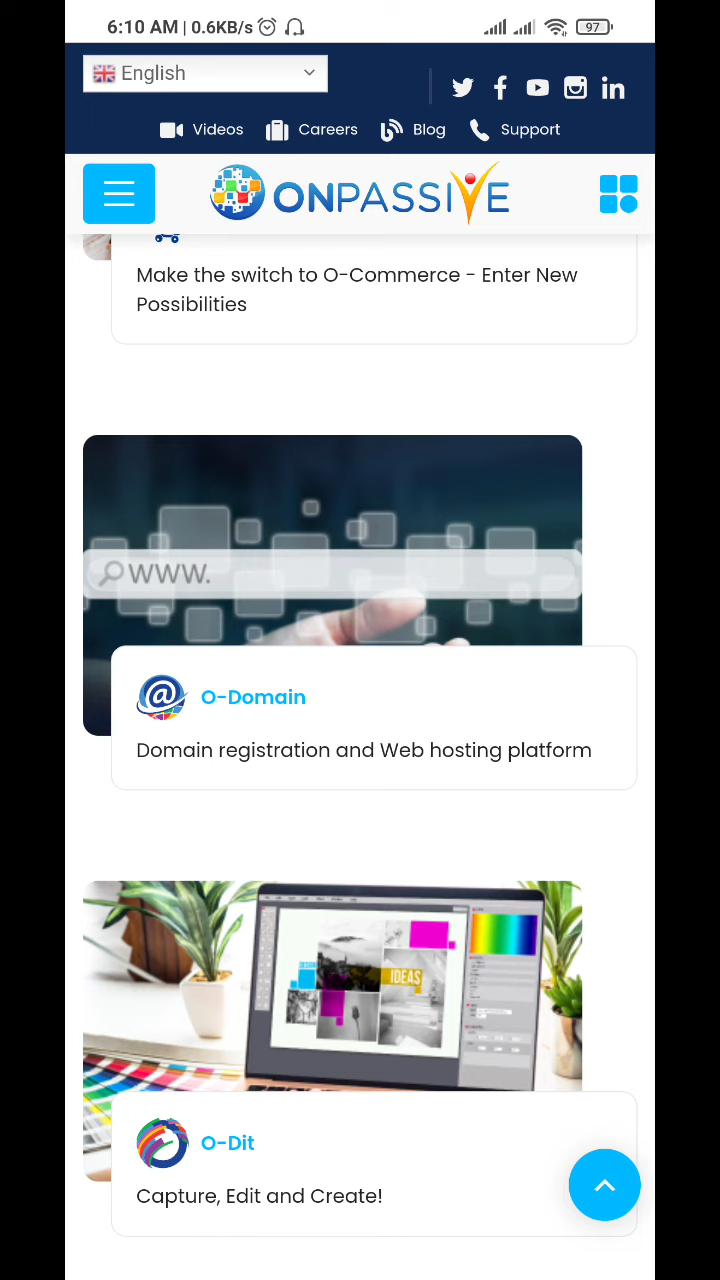 6:10 AM | 0.6KB/s
97
English
Videos
Careers
Blog
Support
ONPASSIVE
Make the switch to O-Commerce - Enter New
Possibilities
www.
O-Domain
Domain registration and Web hosting platform
IDEAS
O-Dit
Capture, Edit and Create!